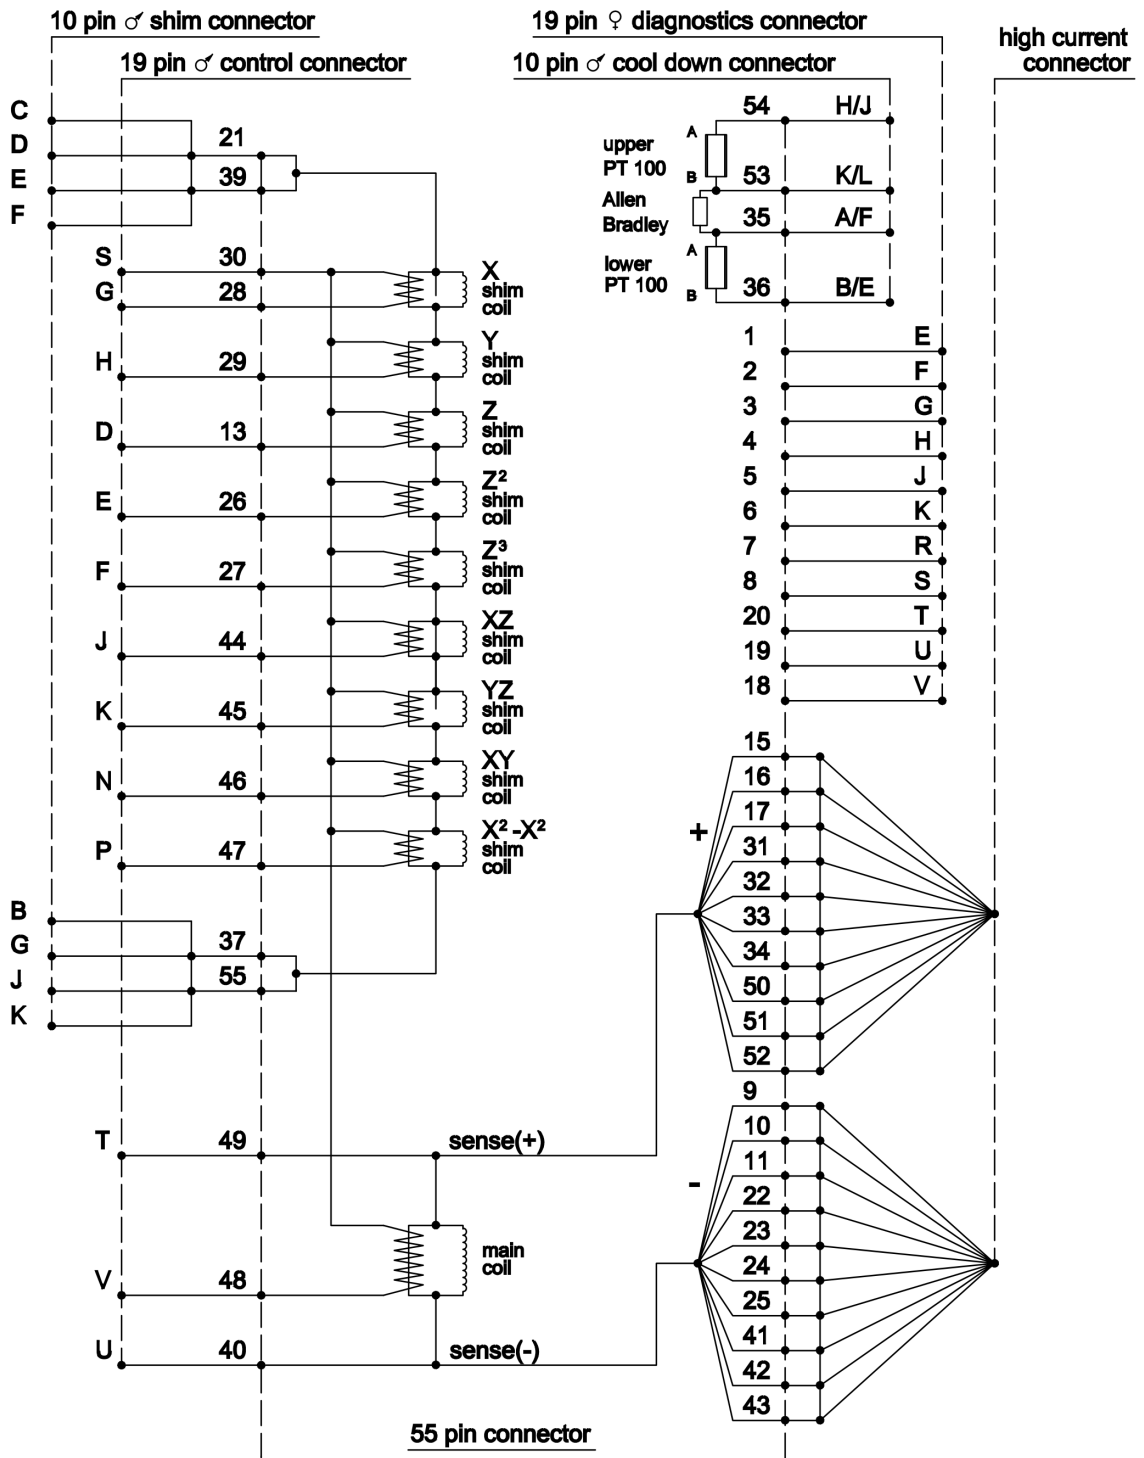 10 pin ♂ shim connector
19 pin ♀ diagnostics connector
high current
connector
19 pin ♂ control connector
10 pin ♂ cool down connector
C
D 21
E 39
F
S 30
G 28
X
shim
coil
H 29
Y
shim
coil
D 13
Z
shim
coil
E 26
Z²
shim
coil
F 27
Z³
shim
coil
J 44
XZ
shim
coil
K 45
YZ
shim
coil
N 46
XY
shim
coil
P 47
X² -X²
shim
coil
B
G 37
J 55
K
T 49 sense(+)
main
coil
V 48
U 40 sense(-)
54 H/J
A
upper
PT 100
B
53 K/L
Allen
Bradley
35 A/F
A
lower
PT 100
B
36 B/E
1 E
2 F
3 G
4 H
5 J
6 K
7 R
8 S
20 T
19 U
18 V
15
16
17
+
31
32
33
34
50
51
52
9
10
11
-
22
23
24
25
41
42
43
55 pin connector